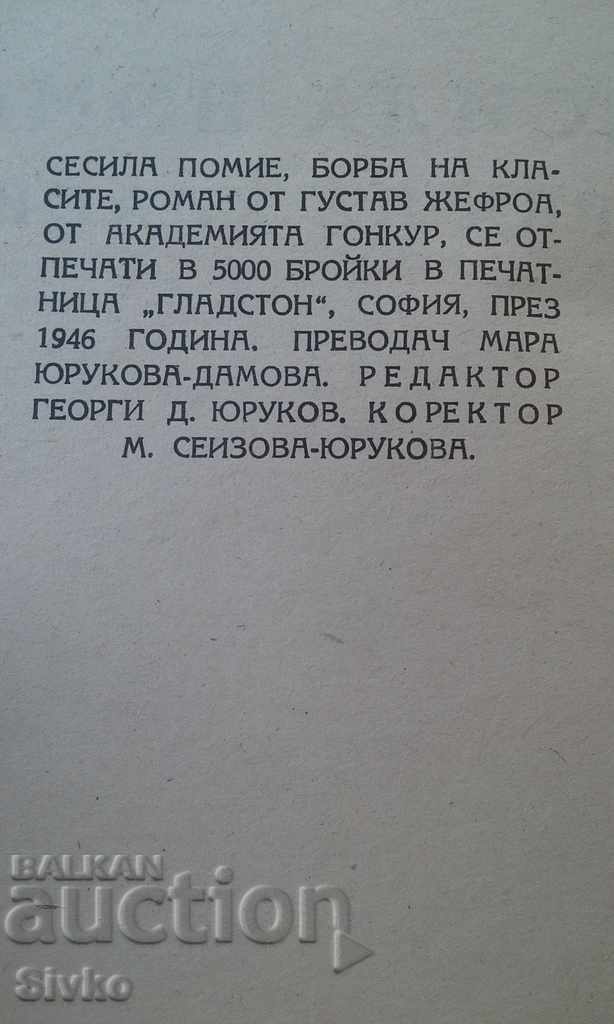 СЕСИЛА ПОМИЕ, БОРБА НА КЛА-
СИТЕ, РОМАН ОТ ГУСТАВ ЖЕФРОА,
ОТ АКАДЕМИЯТА ГОНКУР, СЕ ОТ-
ПЕЧАТИ В 5000 БРОЙКИ В ПЕЧАТ-
НИЦА „ГЛАДСТОН“, СОФИЯ, ПРЕЗ
1946 ГОДИНА. ПРЕВОДАЧ МАРА
ЮРУКОВА-ДАМОВА. РЕДАКТОР
ГЕОРГИ Д. ЮРУКОВ. КОРЕКТОР
М. СЕИЗОВА-ЮРУКОВА.
BALKAN
auction
Sivko